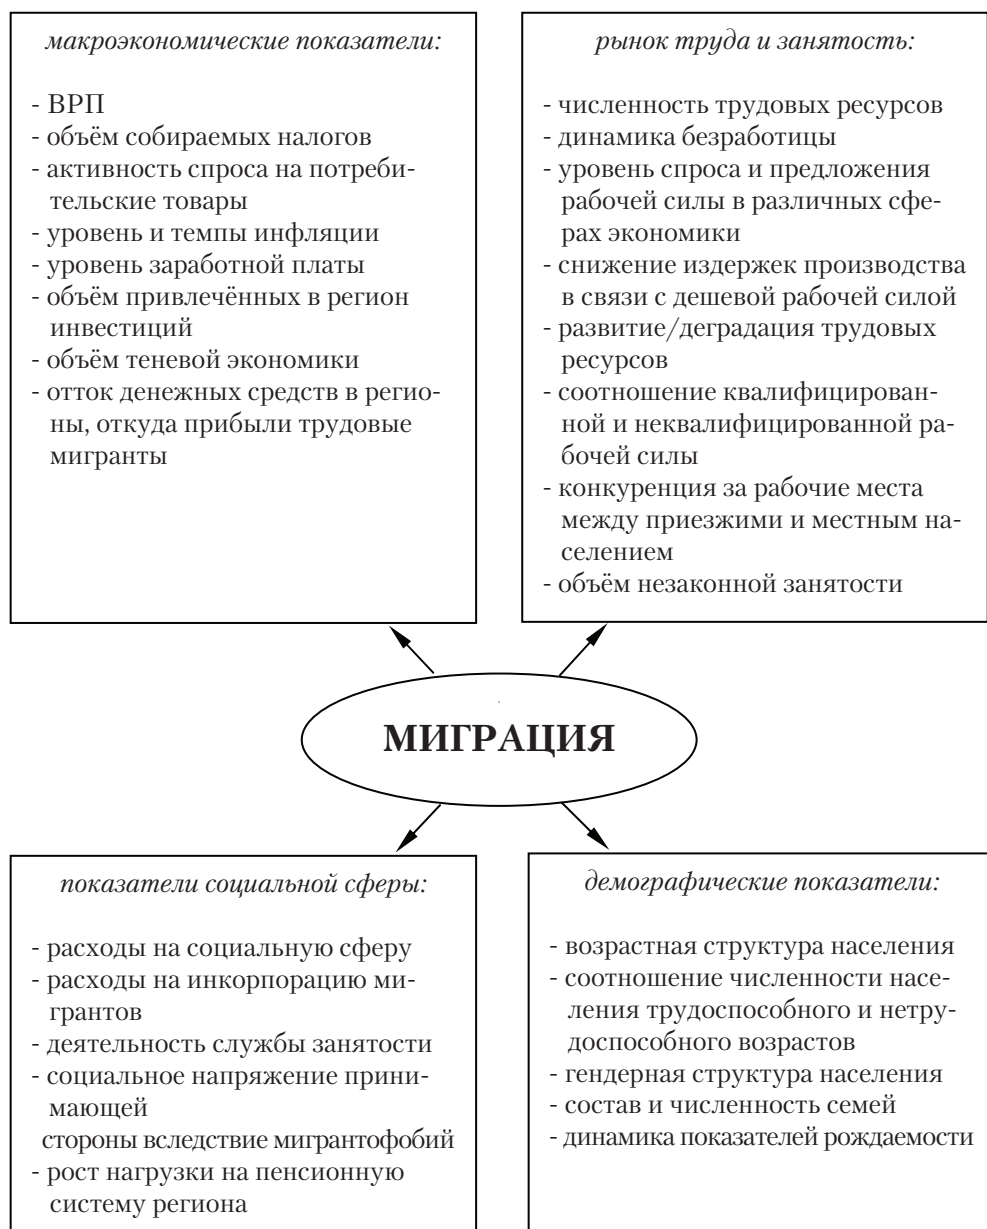 макроэкономические показатели:
- ВРП
- объём собираемых налогов
- активность спроса на потреби-
тельские товары
- уровень и темпы инфляции
- уровень заработной платы
- объём привлечённых в регион
инвестиций
- объём теневой экономики
- отток денежных средств в регио-
ны, откуда прибыли трудовые
мигранты
рынок труда и занятость:
- численность трудовых ресурсов
- динамика безработицы
- уровень спроса и предложения
рабочей силы в различных сфе-
рах экономики
- снижение издержек производства
в связи с дешевой рабочей силой
- развитие/деградация трудовых
ресурсов
- соотношение квалифицирован-
ной и неквалифицированной ра-
бочей силы
- конкуренция за рабочие места
между приезжими и местным на-
селением
- объём незаконной занятости
МИГРАЦИЯ
показатели социальной сферы:
- расходы на социальную сферу
- расходы на инкорпорацию ми-
грантов
- деятельность службы занятости
- социальное напряжение прини-
мающей
стороны вследствие мигрантофобий
- рост нагрузки на пенсионную
систему региона
демографические показатели:
- возрастная структура населения
- соотношение численности насе-
ления трудоспособного и нетру-
доспособного возрастов
- гендерная структура населения
- состав и численность семей
- динамика показателей рождаемости